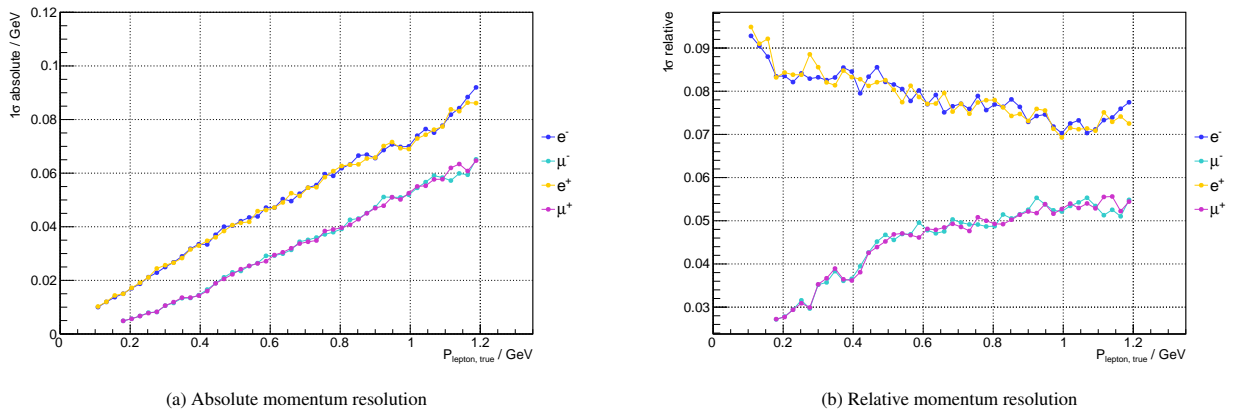 1σ absolute / GeV
0.12
0.1
0.08
0.06
0.04
0.02
0
0 0.2 0.4 0.6 0.8 1 1.2
P lepton, true / GeV
e⁻
μ⁻
e⁺
μ⁺
(a) Absolute momentum resolution
1σ relative
0.09
0.08
0.07
0.06
0.05
0.04
0.03
0 0.2 0.4 0.6 0.8 1 1.2
P lepton, true / GeV
e⁻
μ⁻
e⁺
μ⁺
(b) Relative momentum resolution